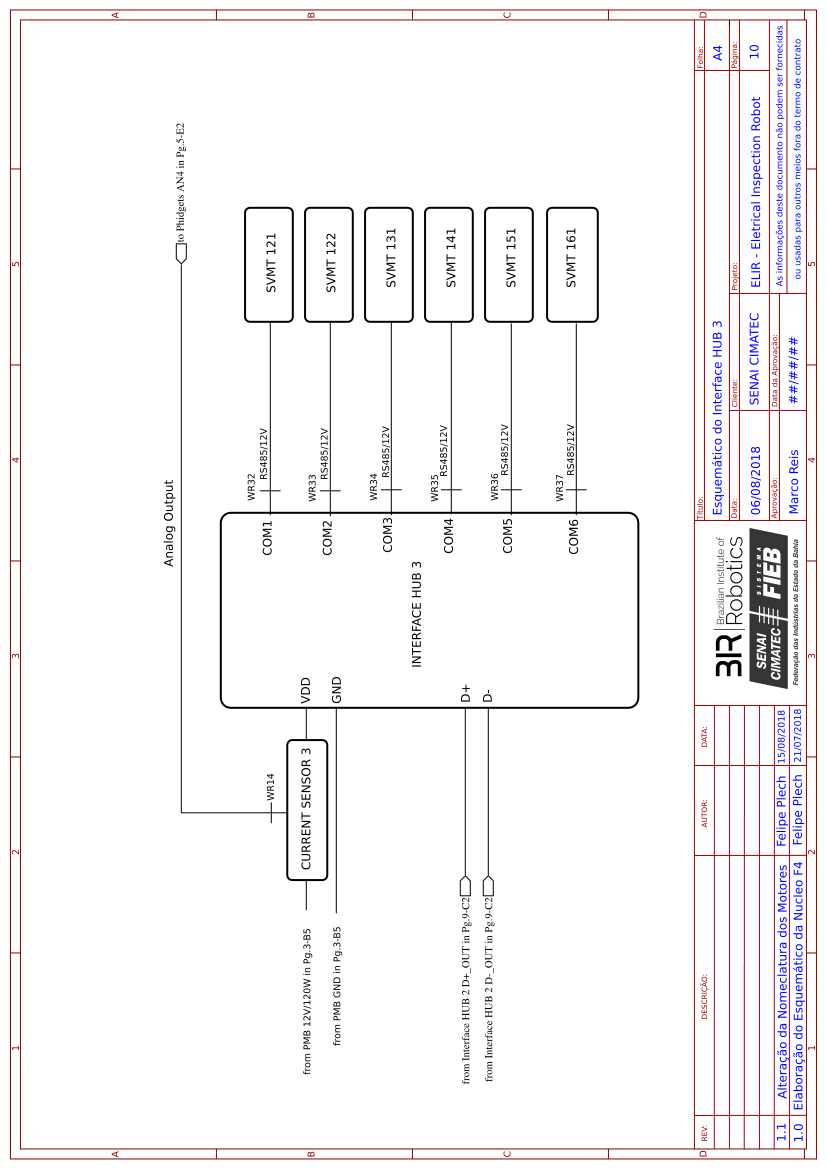 1 2 3 4 5
A
B
C
D
Analog Output
to Phidgets AN4 in Pg.5-E2
WR14
from PMB 12V/120W in Pg.3-B5
CURRENT SENSOR 3
VDD
from PMB GND in Pg.3-B5
GND
INTERFACE HUB 3
from Interface HUB 2 D+_OUT in Pg.9-C2
D+
from Interface HUB 2 D-_OUT in Pg.9-C2
D-
COM1
WR32
RS485/12V
SVMT 121
COM2
WR33
RS485/12V
SVMT 122
COM3
WR34
RS485/12V
SVMT 131
COM4
WR35
RS485/12V
SVMT 141
COM5
WR36
RS485/12V
SVMT 151
COM6
WR37
RS485/12V
SVMT 161
A
B
C
D
REV: DESCRIÇÃO: AUTOR: DATA:
1.1 Alteração da Nomeclatura dos Motores Felipe Plech 15/08/2018
1.0 Elaboração do Esquemático da Nucleo F4 Felipe Plech 21/07/2018
BIR Brazilian Institute of
Robotics
SENAI CIMATEC
SISTEMA FIEB
Federação das Indústrias do Estado da Bahia
Título:
Esquemático do Interface HUB 3
Folha:
A4
Data:
06/08/2018
Cliente:
SENAI CIMATEC
Projeto:
ELIR - Eletrical Inspection Robot
Página:
10
Aprovação:
Marco Reis
Data da Aprovação:
##/##/##
As informações deste documento não podem ser fornecidas
ou usadas para outros meios fora do termo de contrato
1 2 3 4 5